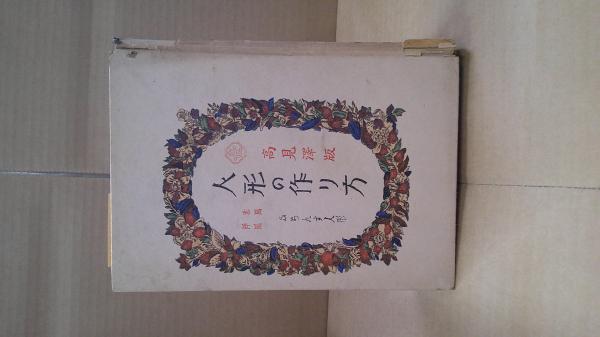 高見澤版
人形の作り方
ふらんす人形